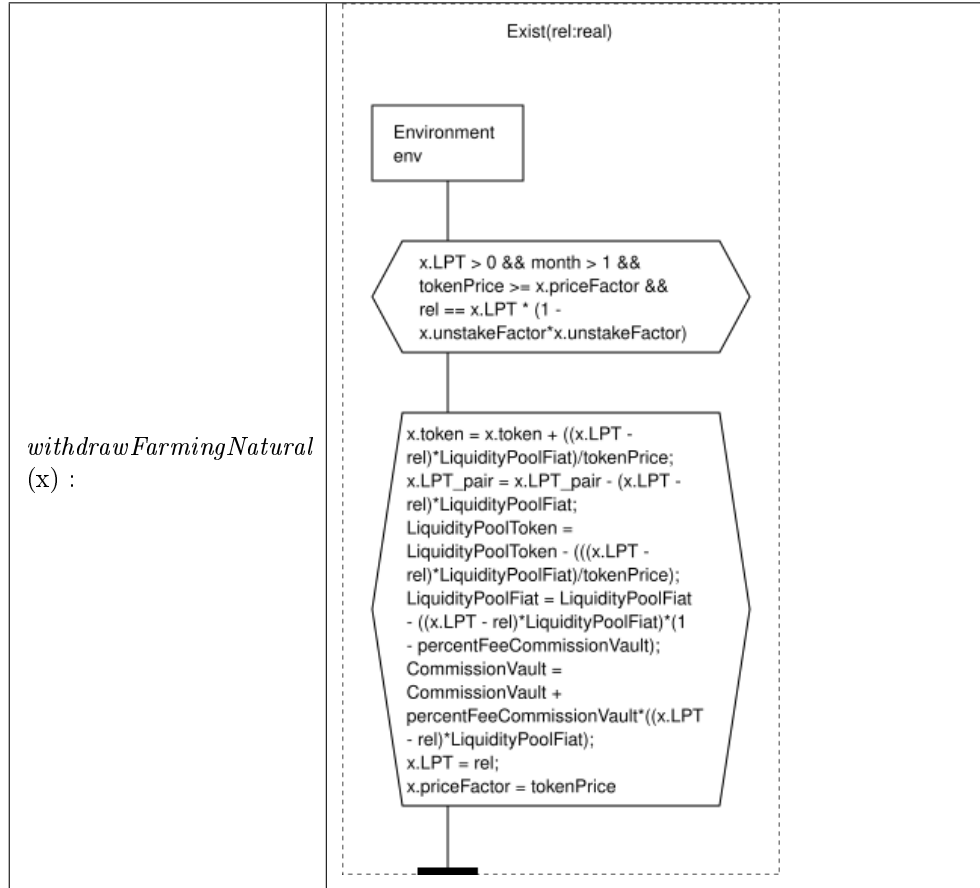 Exist(rel:real)
Environment
env
x.LPT > 0 && month > 1 &&
tokenPrice >= x.priceFactor &&
rel == x.LPT * (1 -
x.unstakeFactor*x.unstakeFactor)
withdrawFarmingNatural
(x) :
x.token = x.token + ((x.LPT -
rel)*LiquidityPoolFiat)/tokenPrice;
x.LPT_pair = x.LPT_pair - (x.LPT -
rel)*LiquidityPoolFiat;
LiquidityPoolToken =
LiquidityPoolToken - (((x.LPT -
rel)*LiquidityPoolFiat)/tokenPrice);
LiquidityPoolFiat = LiquidityPoolFiat
- ((x.LPT - rel)*LiquidityPoolFiat)*(1
- percentFeeCommissionVault);
CommissionVault =
CommissionVault +
percentFeeCommissionVault*((x.LPT
- rel)*LiquidityPoolFiat);
x.LPT = rel;
x.priceFactor = tokenPrice